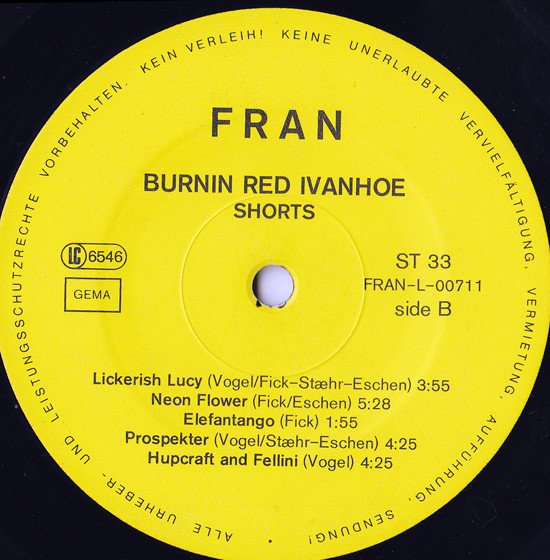 ALLE URHEBER- UND LEISTUNGSSCHUTZRECHTE VORBEHALTEN. KEIN VERLEIH! KEINE UNERLAUBTE VERVIELFÄLTIGUNG, VERMIETUNG, AUFFÜHRUNG, SENDUNG!
FRAN
BURNIN RED IVANHOE
SHORTS
LC 6546
GEMA
ST 33
FRAN-L-00711
side B
Lickerish Lucy (Vogel/Fick-Stæhr-Eschen) 3:55
Neon Flower (Fick/Eschen) 5:28
Elefantango (Fick) 1:55
Prospekter (Vogel/Stæhr-Eschen) 4:25
Hupcraft and Fellini (Vogel) 4:25